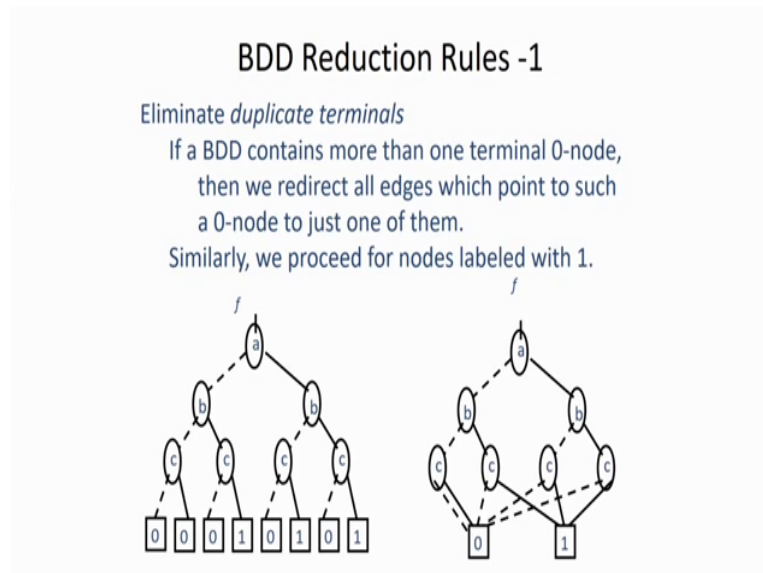 BDD Reduction Rules -1
Eliminate duplicate terminals
If a BDD contains more than one terminal 0-node,
then we redirect all edges which point to such
a 0-node to just one of them.
Similarly, we proceed for nodes labeled with 1.
f f
a a
b b b b
c c c c c c c c
0 0 0 1 0 1 0 1 0 1